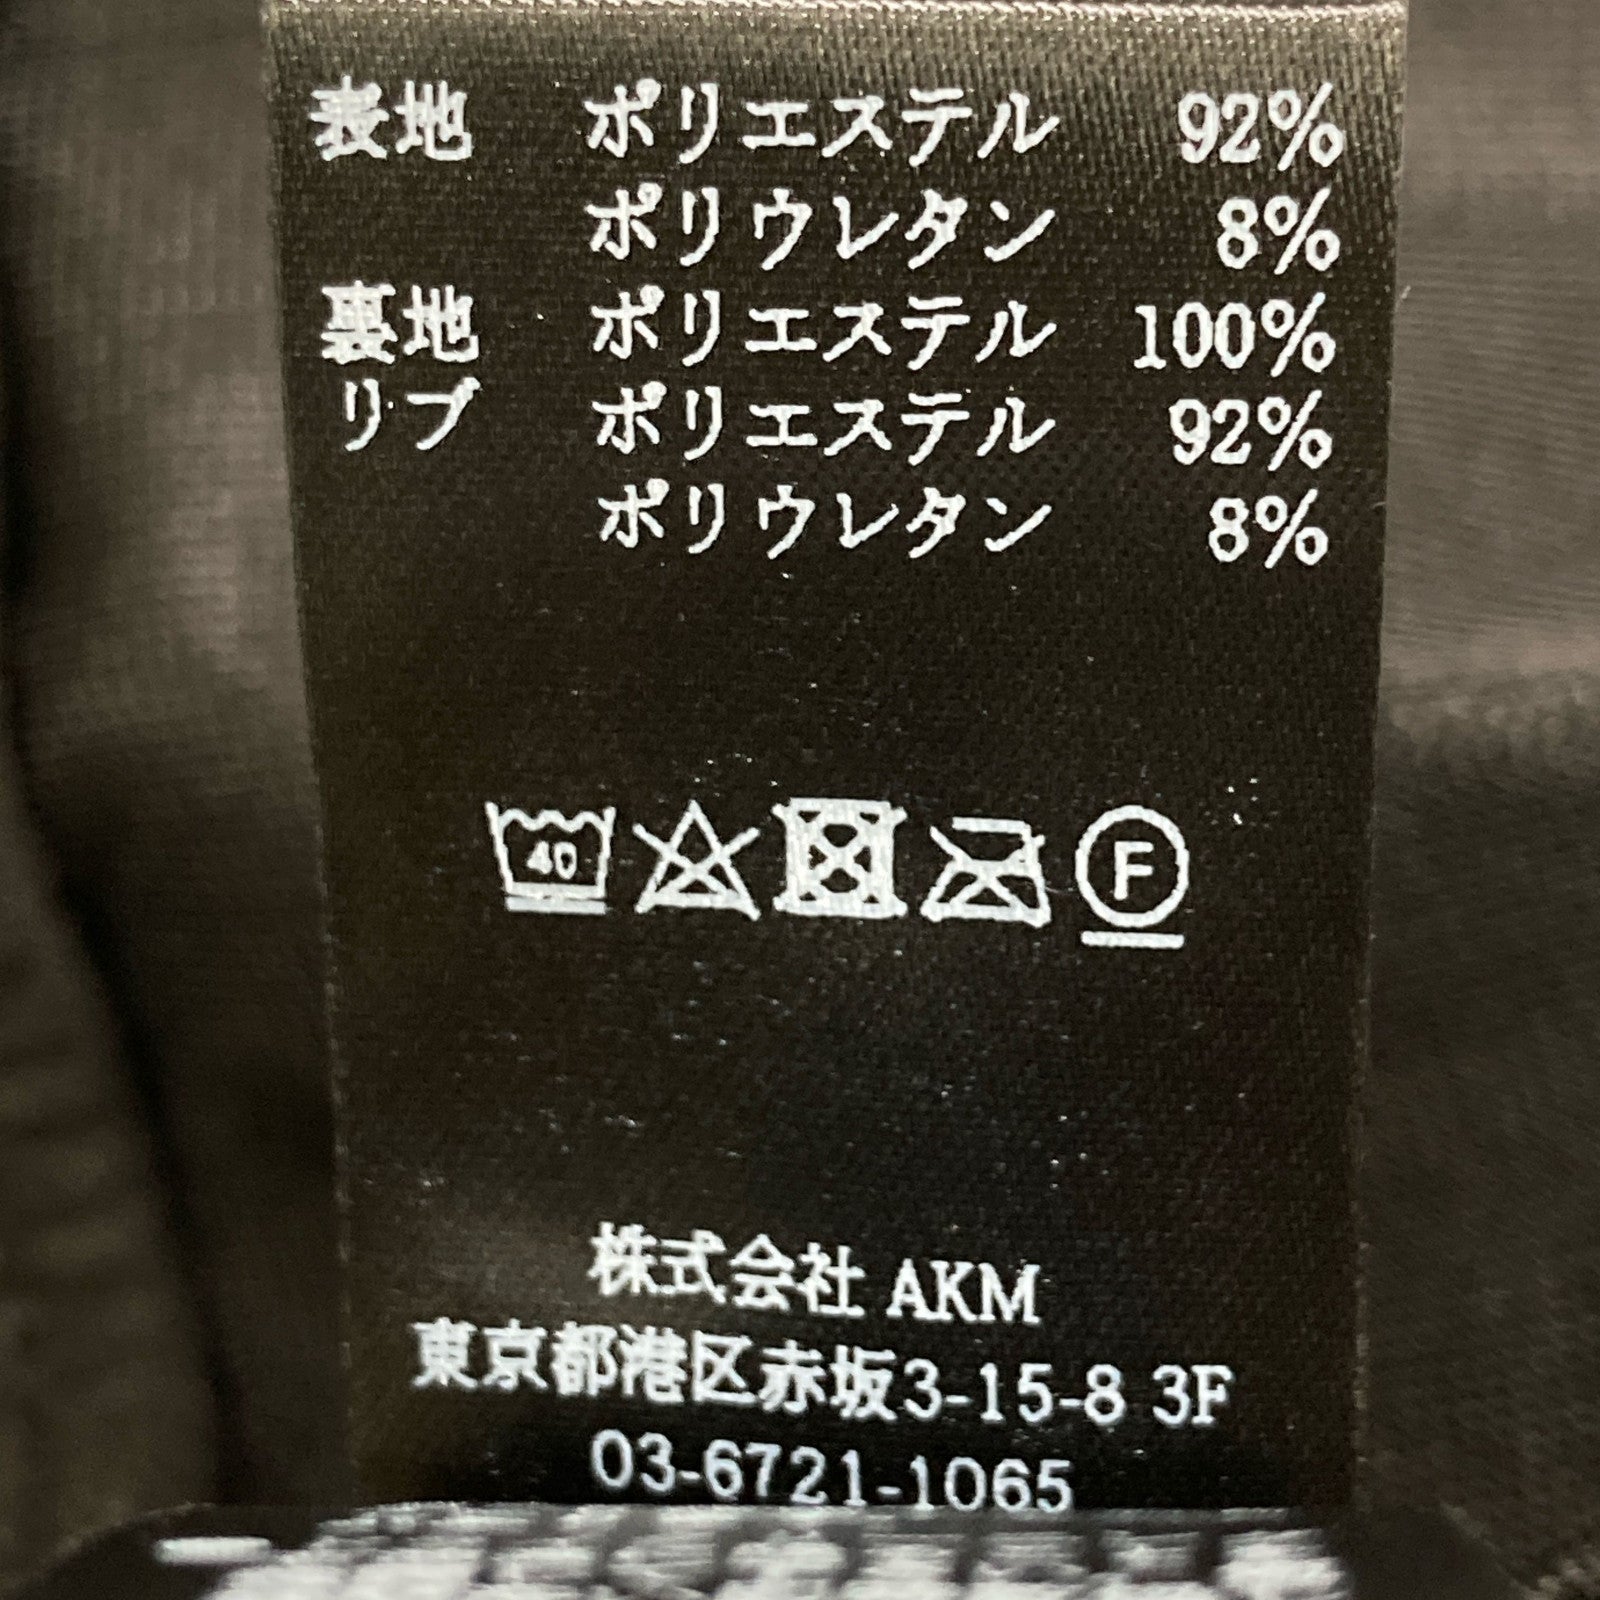 表地 ポリエステル 92%
ポリウレタン 8%
裏地 ポリエステル 100%
リブ ポリエステル 92%
ポリウレタン 8%
40
F
株式会社 AKM
東京都港区赤坂3-15-8 3F
03-6721-1065